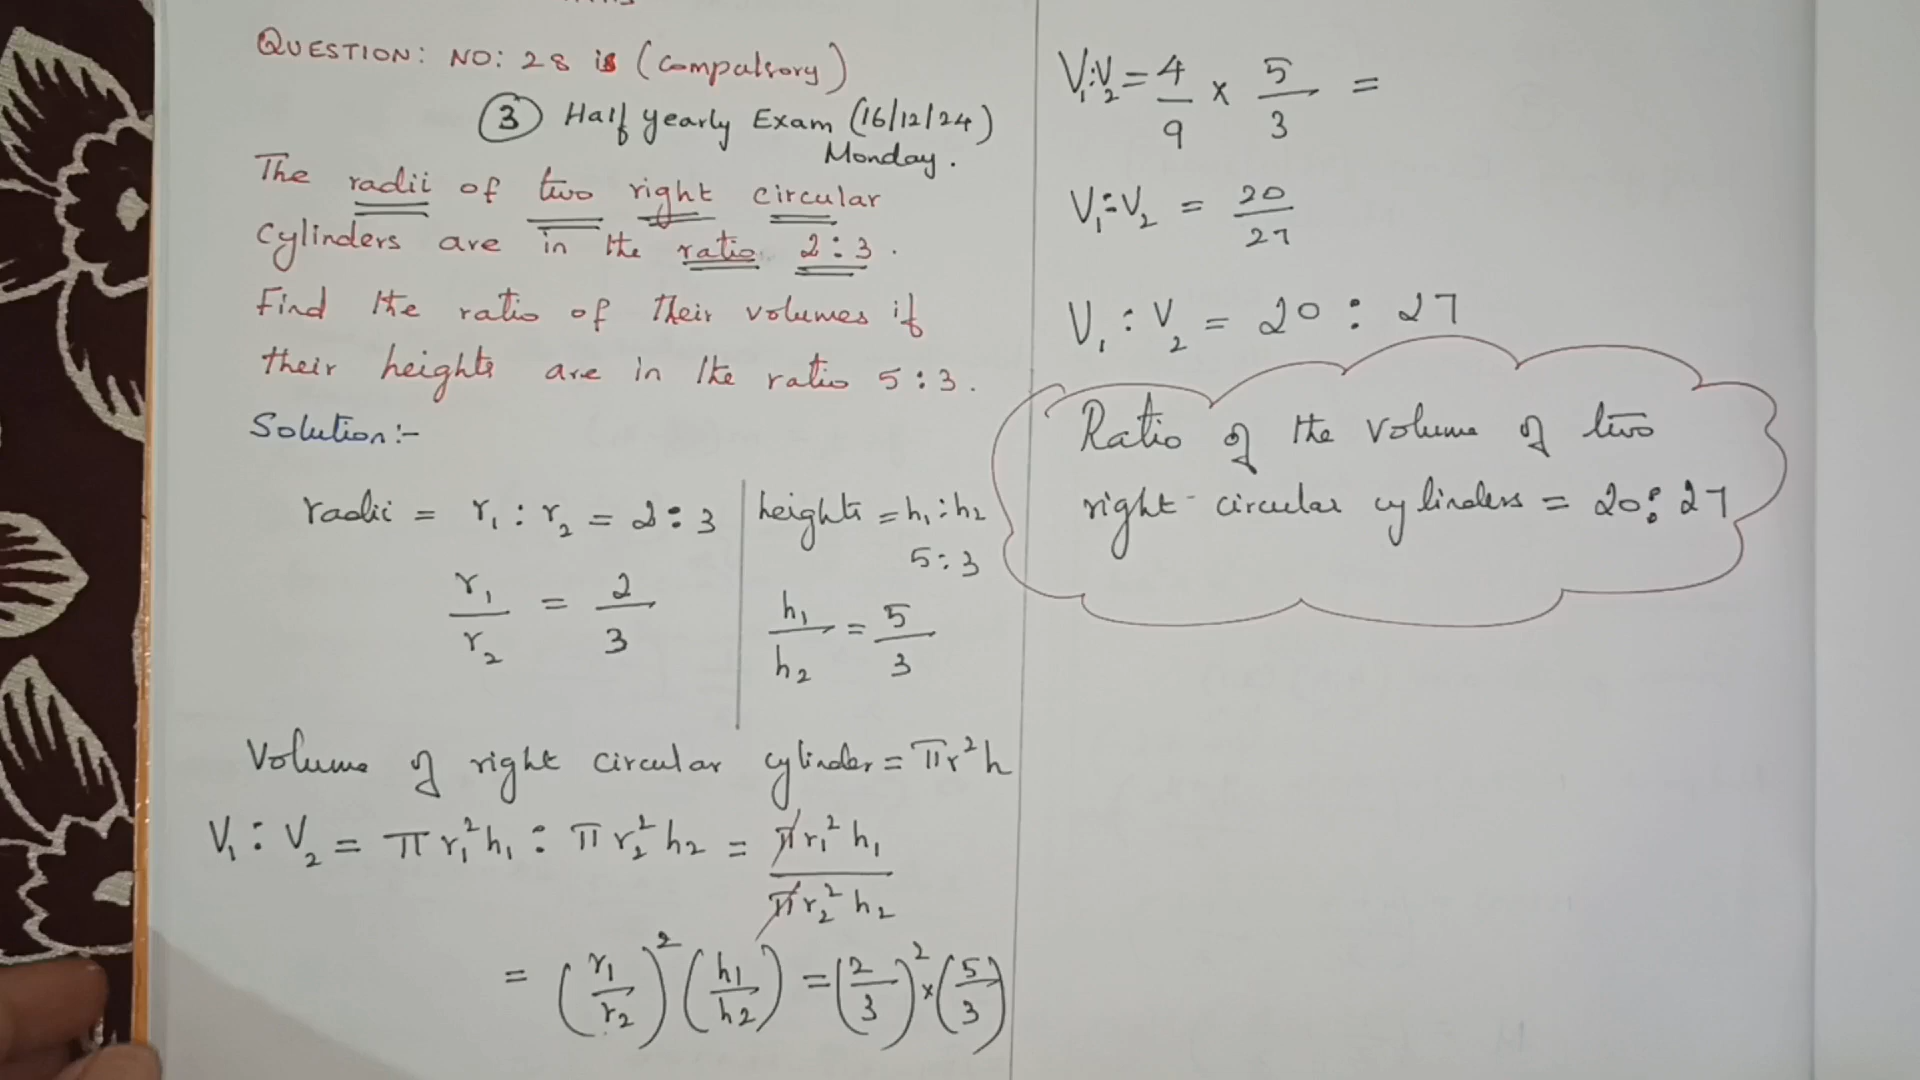 QUESTION: NO: 28 is (Compulsory)
③ Half yearly Exam (16/12/24)
Monday.
The radii of two right circular
Cylinders are in the ratio 2:3.
Find the ratio of their volumes if
their heights are in the ratio 5:3.
Solution:-
radii = r₁ : r₂ = 2:3
r₁/r₂ = 2/3
heights = h₁:h₂
5:3
h₁/h₂ = 5/3
Volume of right circular cylinder = πr²h
V₁ : V₂ = πr₁²h₁ : πr₂²h₂ = πr₁²h₁/πr₂²h₂
= (r₁/r₂)² (h₁/h₂) = (2/3)² × (5/3)
V₁:V₂ = 4/9 × 5/3 =
V₁:V₂ = 20/27
V₁ : V₂ = 20 : 27
Ratio of the volume of two
right circular cylinders = 20:27